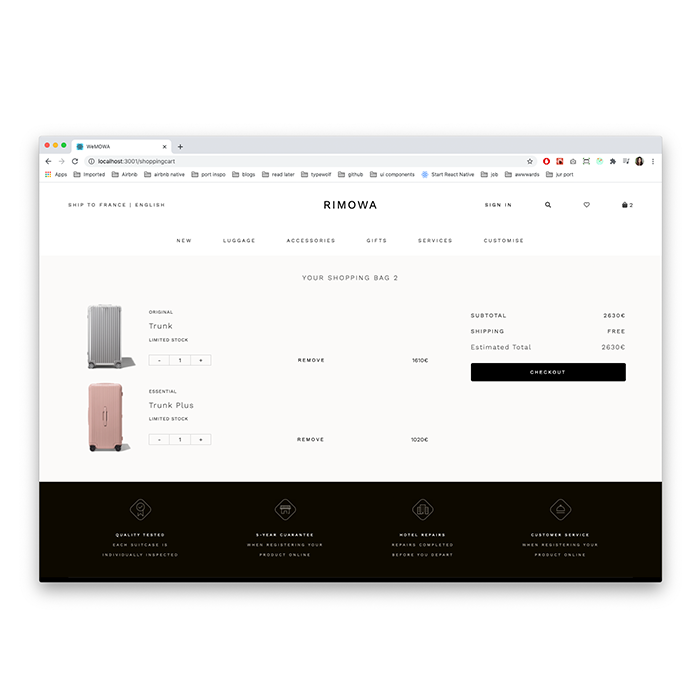 WeMOWA
localhost:3001/shoppingcart
Apps Imported Airbnb airbnb native port inspo blogs read later typewolf github ui components Start React Native job awwwards jur port
SHIP TO FRANCE | ENGLISH
RIMOWA
SIGN IN
2
NEW LUGGAGE ACCESSORIES GIFTS SERVICES CUSTOMISE
YOUR SHOPPING BAG 2
ORIGINAL
Trunk
LIMITED STOCK
- 1 + REMOVE 1610€
ESSENTIAL
Trunk Plus
LIMITED STOCK
- 1 + REMOVE 1020€
SUBTOTAL 2630€
SHIPPING FREE
Estimated Total 2630€
CHECKOUT
QUALITY TESTED
EACH SUITCASE IS
INDIVIDUALLY INSPECTED
5-YEAR GUARANTEE
WHEN REGISTERING YOUR
PRODUCT ONLINE
HOTEL REPAIRS
REPAIRS COMPLETED
BEFORE YOU DEPART
CUSTOMER SERVICE
WHEN REGISTERING YOUR
PRODUCT ONLINE